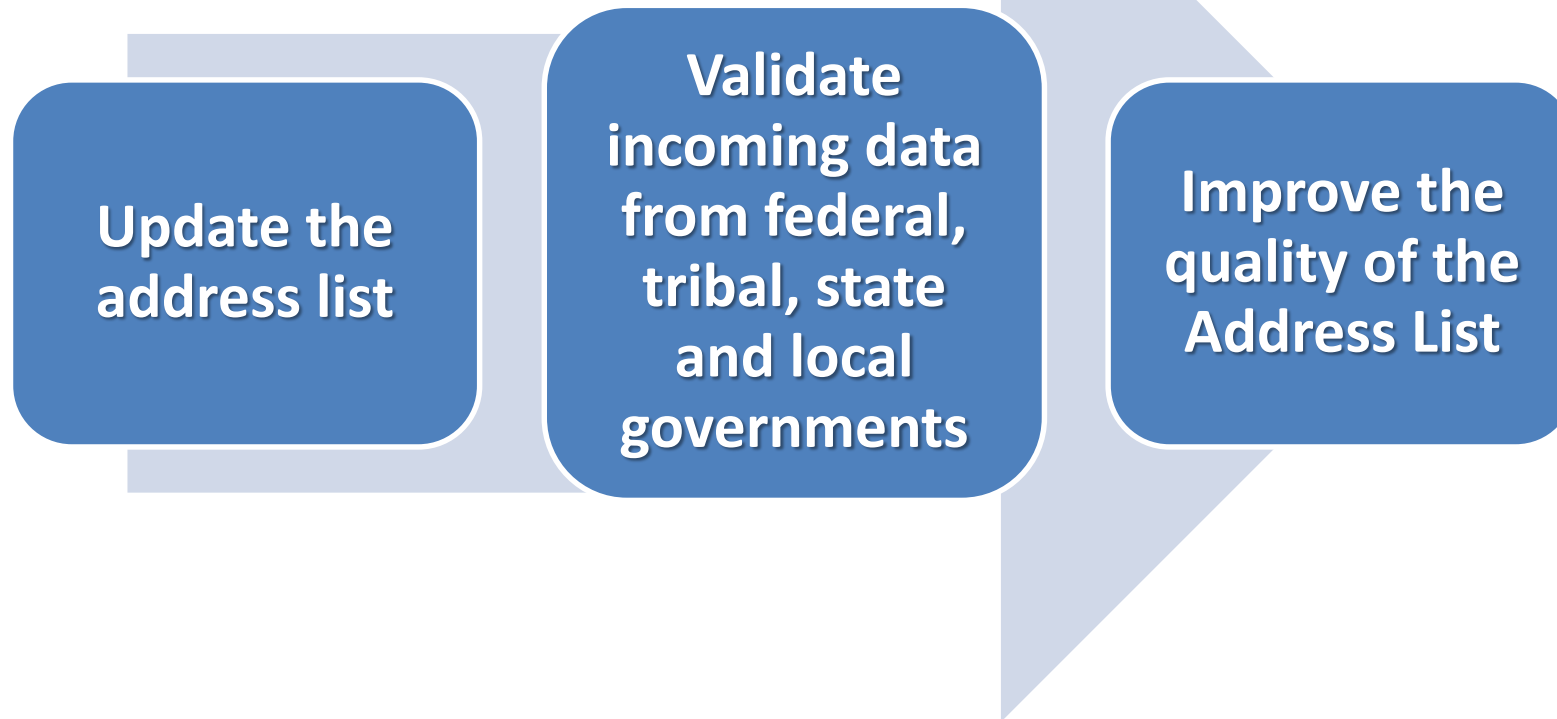 Update the
address list
Validate
incoming data
from federal,
tribal, state
and local
governments
Improve the
quality of the
Address List